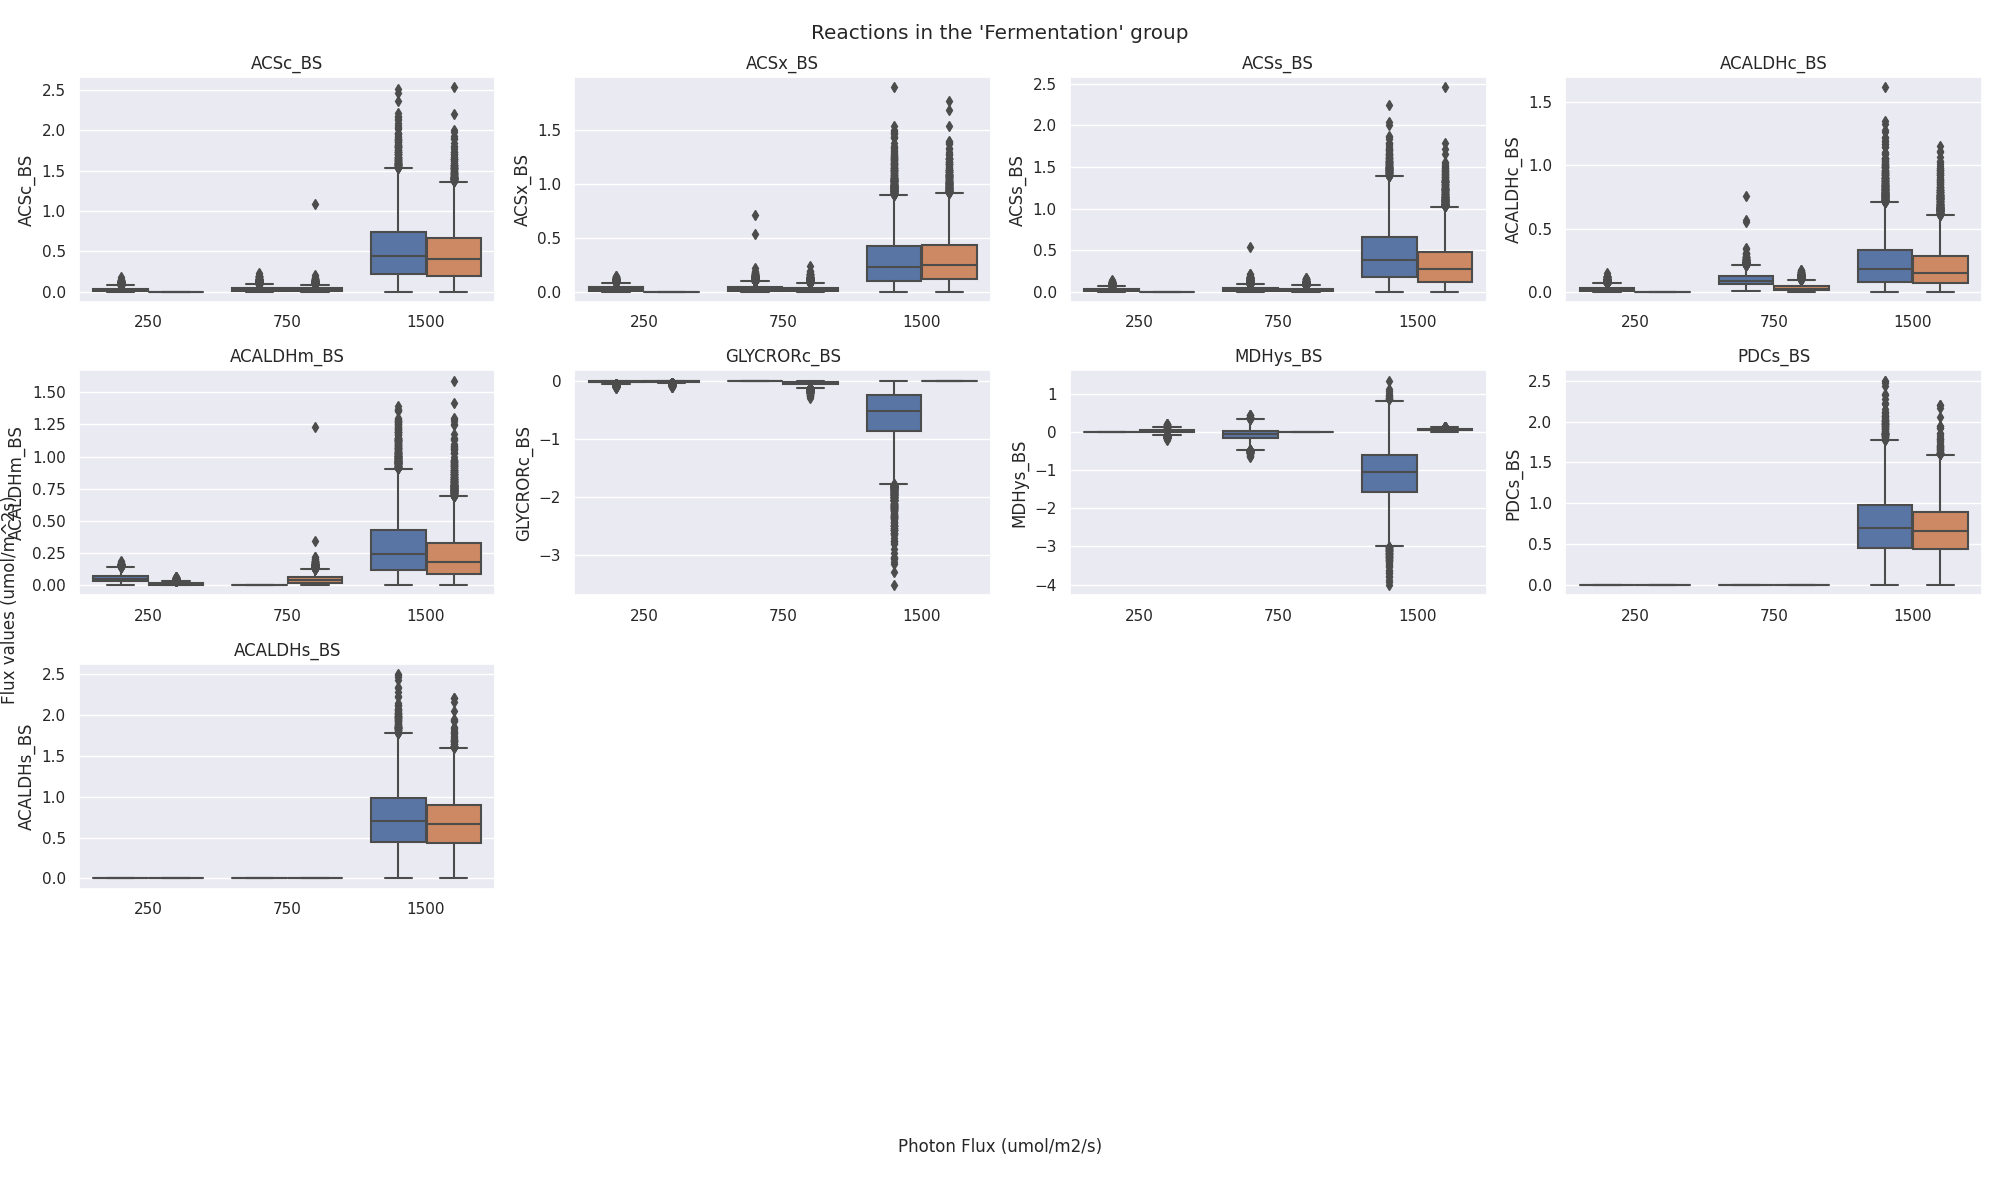 Reactions in the 'Fermentation' group
ACSc_BS
ACSc_BS
2.5
2.0
1.5
1.0
0.5
0.0
250 750 1500
ACSx_BS
ACSx_BS
1.5
1.0
0.5
0.0
250 750 1500
ACSs_BS
ACSs_BS
2.5
2.0
1.5
1.0
0.5
0.0
250 750 1500
ACALDHc_BS
ACALDHc_BS
1.5
1.0
0.5
0.0
250 750 1500
ACALDHm_BS
ACALDHm_BS
1.50
1.25
1.00
0.75
0.50
0.25
0.00
250 750 1500
GLYCRORc_BS
GLYCRORc_BS
0
−1
−2
−3
250 750 1500
MDHys_BS
MDHys_BS
1
0
−1
−2
−3
−4
250 750 1500
PDCs_BS
PDCs_BS
2.5
2.0
1.5
1.0
0.5
0.0
250 750 1500
ACALDHs_BS
ACALDHs_BS
2.5
2.0
1.5
1.0
0.5
0.0
250 750 1500
Flux values (umol/m^2s)
Photon Flux (umol/m2/s)